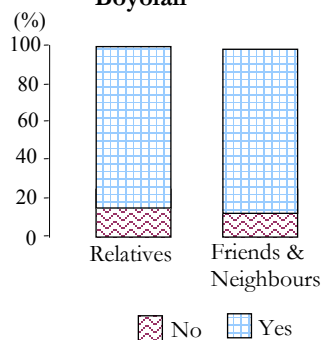 Boyolali
(%)
100
80
60
40
20
0
Relatives
Friends &
Neighbours
No
Yes